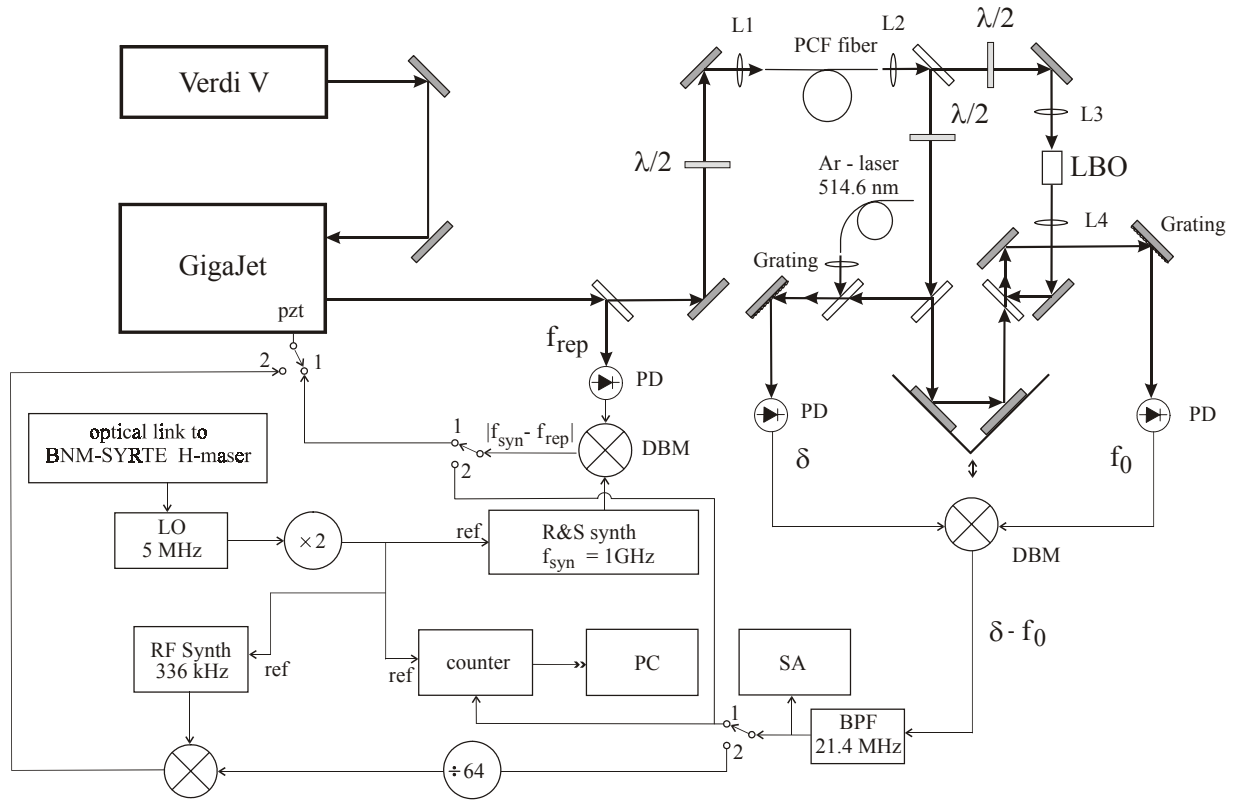 Verdi V
GigaJet
pzt
2
1
L1
PCF fiber
L2
λ/2
λ/2
λ/2
L3
LBO
L4
Ar - laser
514.6 nm
Grating
Grating
f_rep
PD
PD
PD
δ
f_0
1
2
|f_syn - f_rep|
DBM
DBM
optical link to
BNM-SYRTE H-maser
LO
5 MHz
×2
ref
R&S synth
f_syn = 1GHz
δ - f_0
RF Synth
336 kHz
ref
ref
counter
PC
SA
1
2
BPF
21.4 MHz
÷64